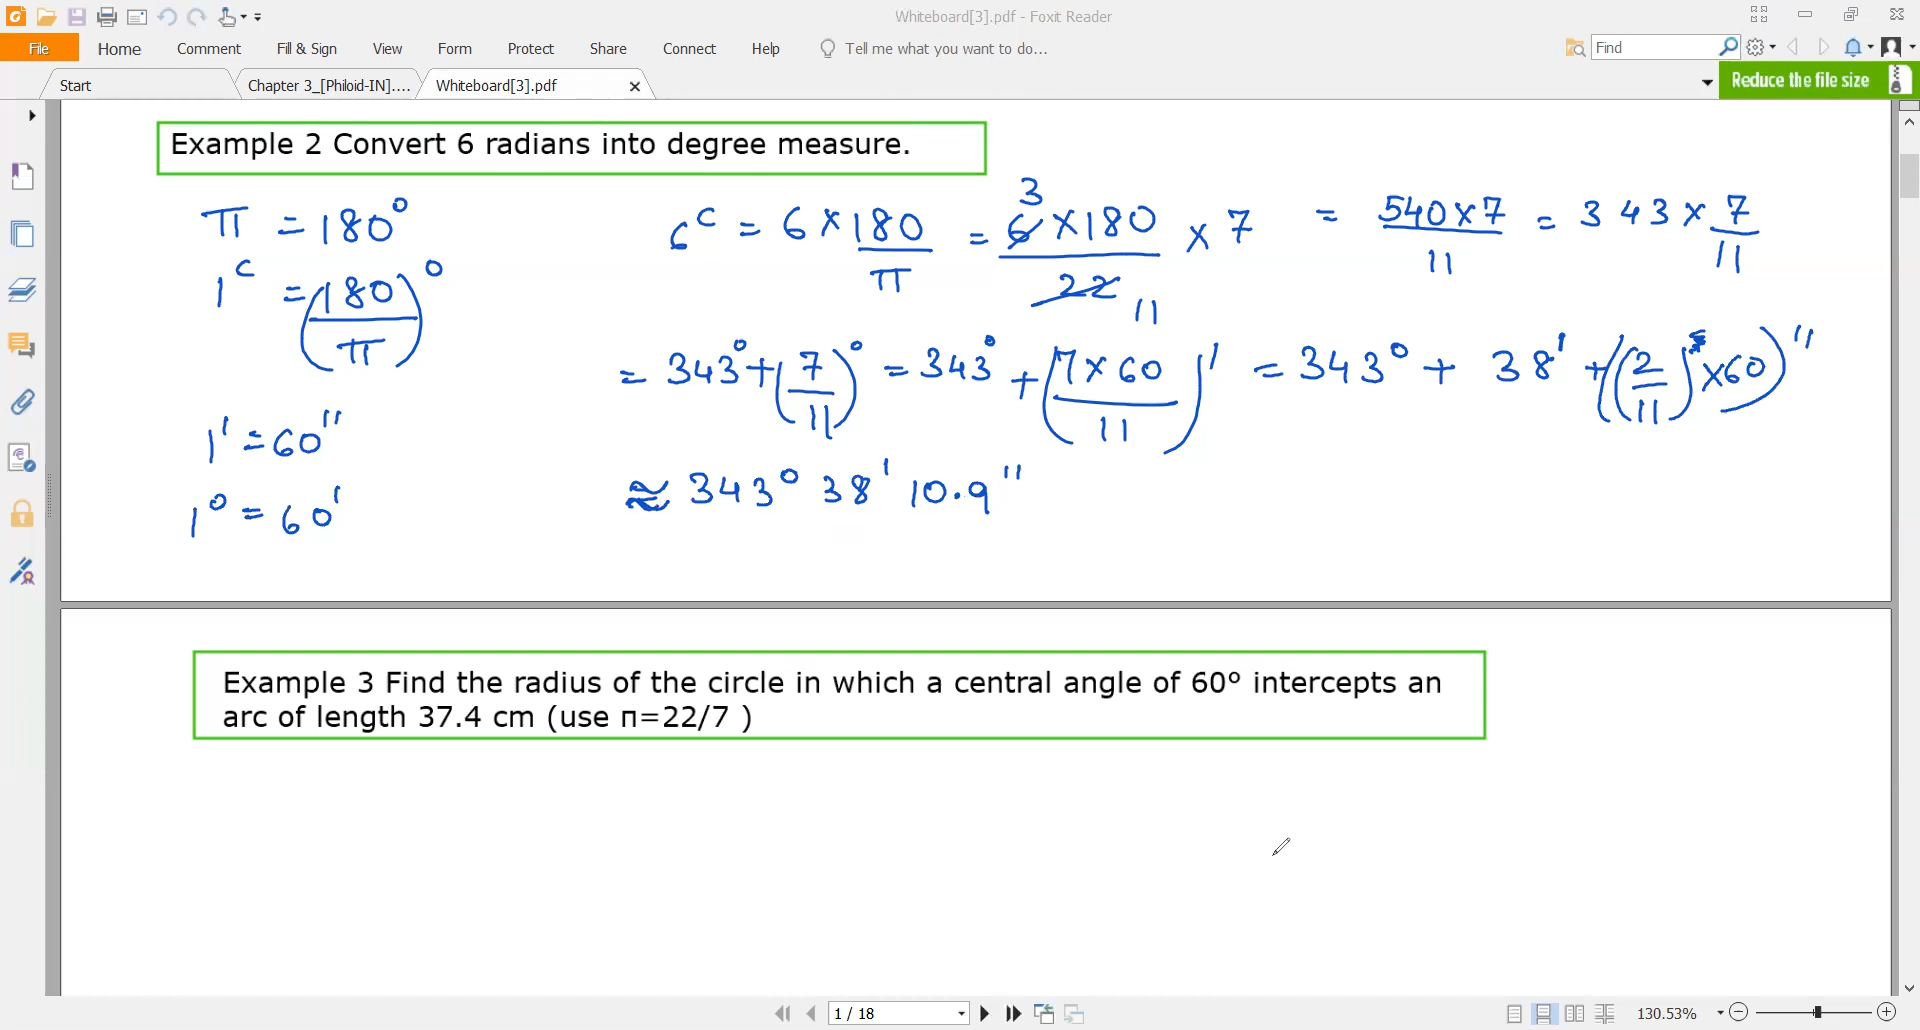 Whiteboard[3].pdf - Foxit Reader
File Home Comment Fill & Sign View Form Protect Share Connect Help Tell me what you want to do... Find
Start Chapter 3_[Philoid-IN].... Whiteboard[3].pdf Reduce the file size
Example 2 Convert 6 radians into degree measure.
π = 180°
1ᶜ = (180/π)°
1' = 60''
1° = 60'
6ᶜ = 6 × 180/π = 3 6 × 180/22 11 × 7 = 540×7/11 = 343 × 7/11
= 343° + (7/11)° = 343° + (7×60/11)' = 343° + 38' + ((2/11) ×60)''
≈ 343° 38' 10.9''
Example 3 Find the radius of the circle in which a central angle of 60° intercepts an
arc of length 37.4 cm (use π=22/7 )
1 / 18 130.53%